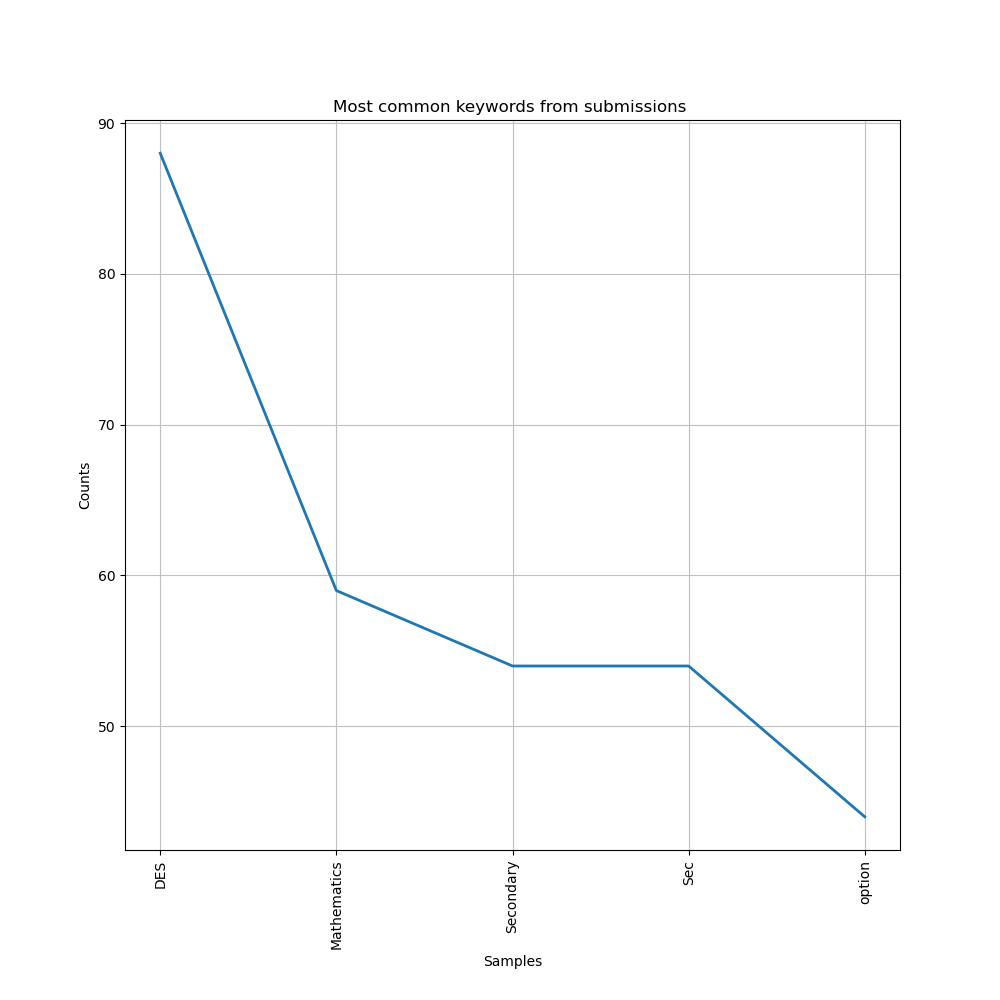 Most common keywords from submissions
90
80
70
60
50
Counts
DES
Mathematics
Secondary
Sec
option
Samples